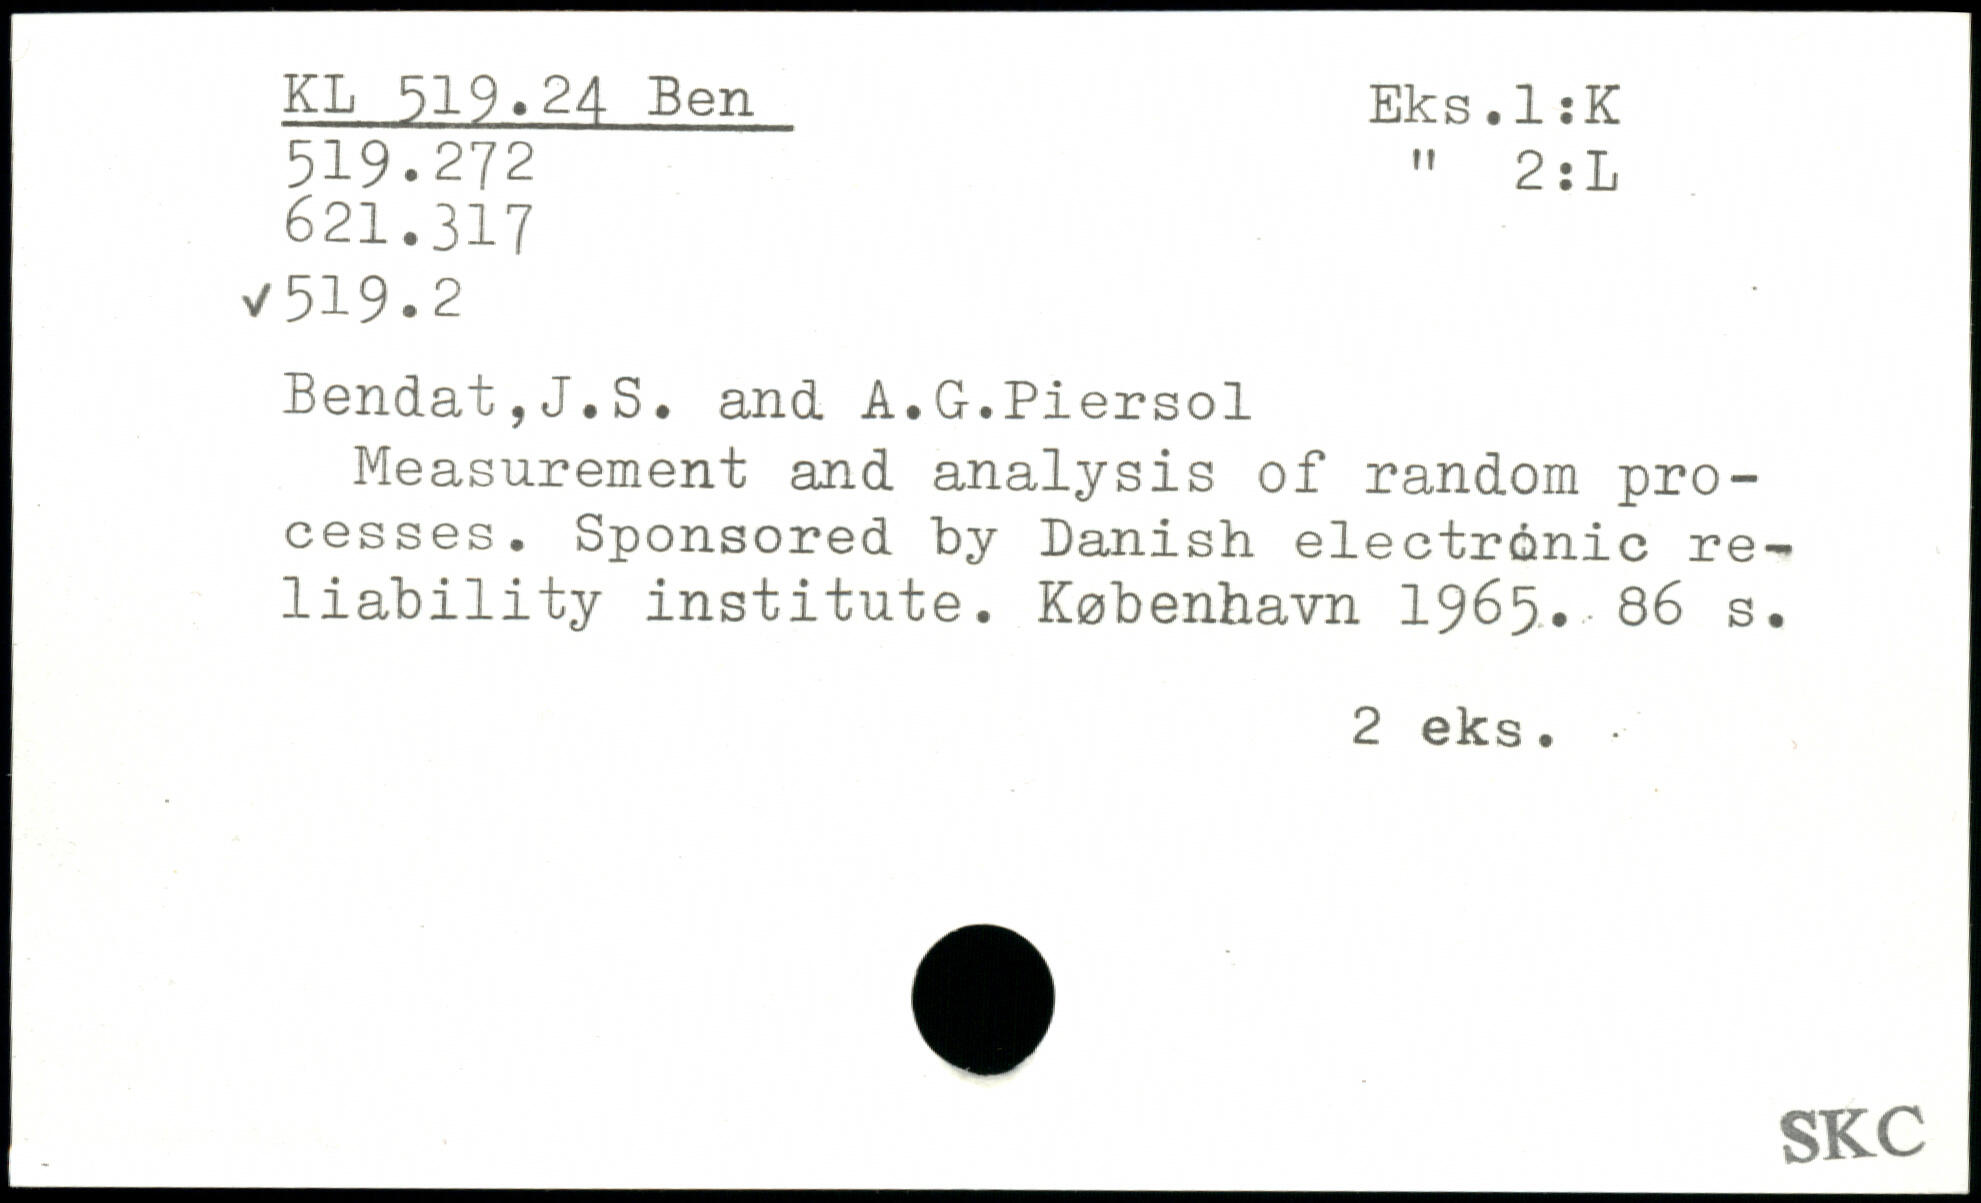 KL 519.24 Ben
Eks.1:K
519.272
" 2:L
621.317
✓519.2
Bendat,J.S. and A.G.Piersol
Measurement and analysis of random pro-
cesses. Sponsored by Danish electronic re-
liability institute. København 1965. 86 s.
2 eks.
SKC